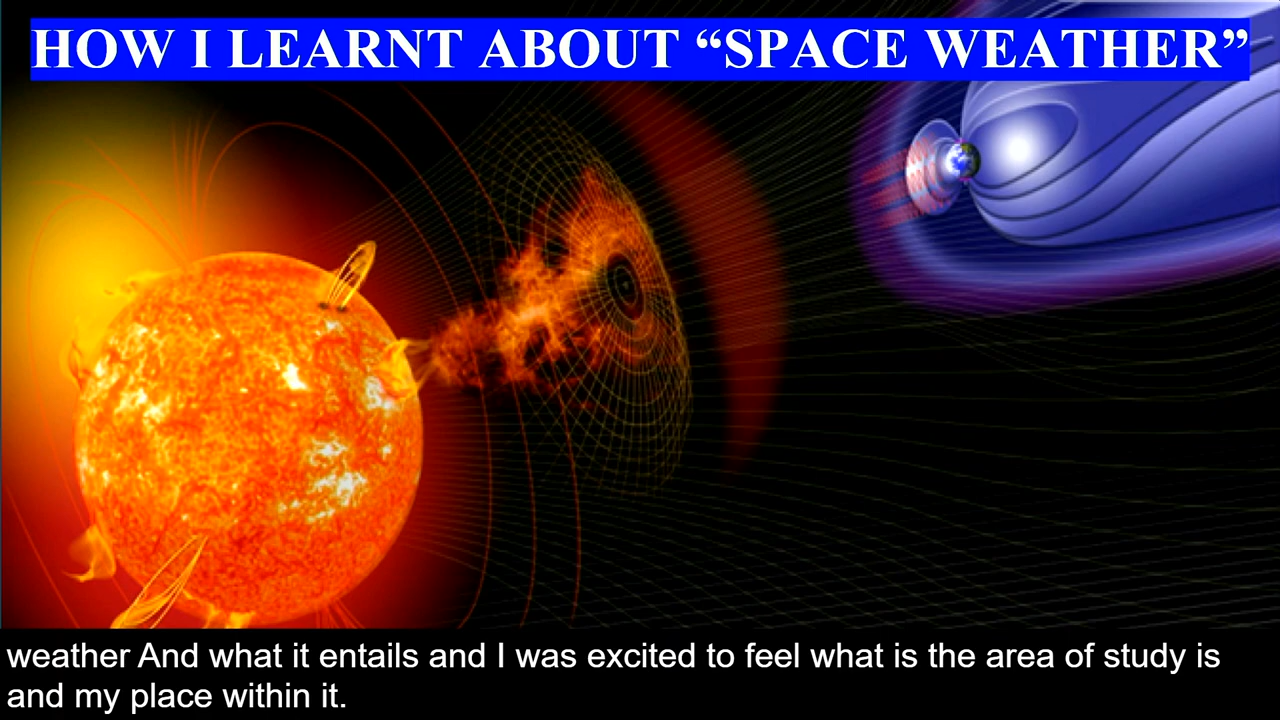 HOW I LEARNT ABOUT “SPACE WEATHER”
weather And what it entails and I was excited to feel what is the area of study is
and my place within it.